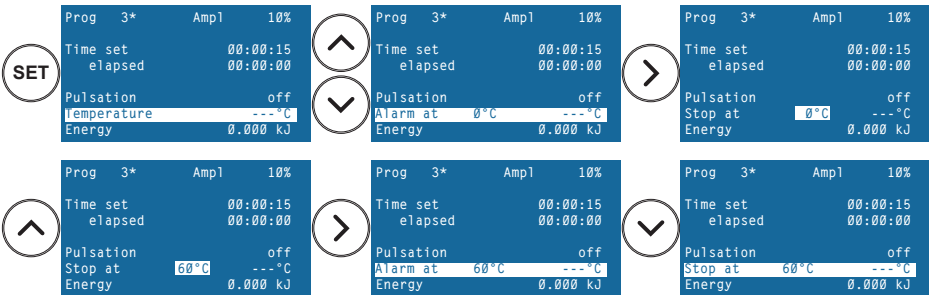 SET
Prog 3* Ampl 10%
Time set 00:00:15
elapsed 00:00:00
Pulsation off
Temperature ---°C
Energy 0.000 kJ
Prog 3* Ampl 10%
Time set 00:00:15
elapsed 00:00:00
Pulsation off
Alarm at 0°C ---°C
Energy 0.000 kJ
Prog 3* Ampl 10%
Time set 00:00:15
elapsed 00:00:00
Pulsation off
Stop at 0°C ---°C
Energy 0.000 kJ
Prog 3* Ampl 10%
Time set 00:00:15
elapsed 00:00:00
Pulsation off
Stop at 60°C ---°C
Energy 0.000 kJ
Prog 3* Ampl 10%
Time set 00:00:15
elapsed 00:00:00
Pulsation off
Alarm at 60°C ---°C
Energy 0.000 kJ
Prog 3* Ampl 10%
Time set 00:00:15
elapsed 00:00:00
Pulsation off
Stop at 60°C ---°C
Energy 0.000 kJ